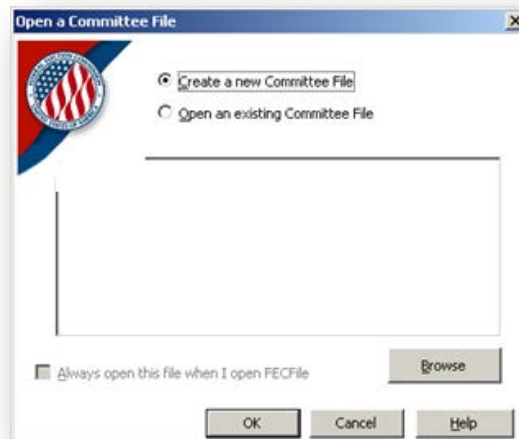 Open a Committee File
Create a new Committee File
Open an existing Committee File
Always open this file when I open FECFile
Browse
OK
Cancel
Help